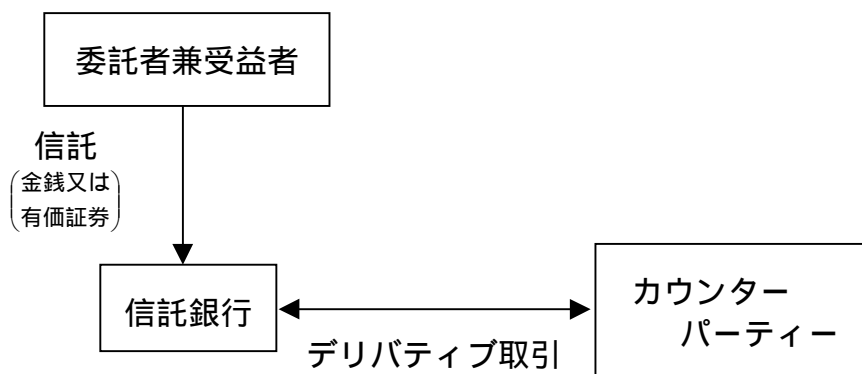 委託者兼受益者
信託
(金銭又は
有価証券)
信託銀行
デリバティブ取引
カウンター
パーティー